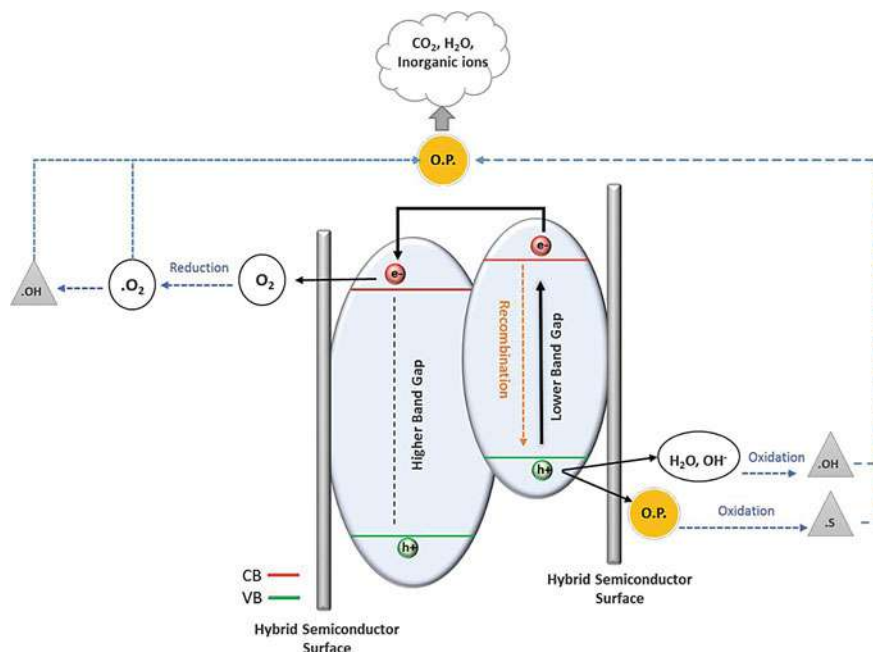 CO₂, H₂O,
Inorganic ions
O.P.
e-
e-
.OH
.O₂
Reduction
O₂
Higher Band Gap
Recombination
Lower Band Gap
h+
H₂O, OH⁻
Oxidation
.OH
O.P.
Oxidation
.S
h+
CB
VB
Hybrid Semiconductor
Surface
Hybrid Semiconductor
Surface